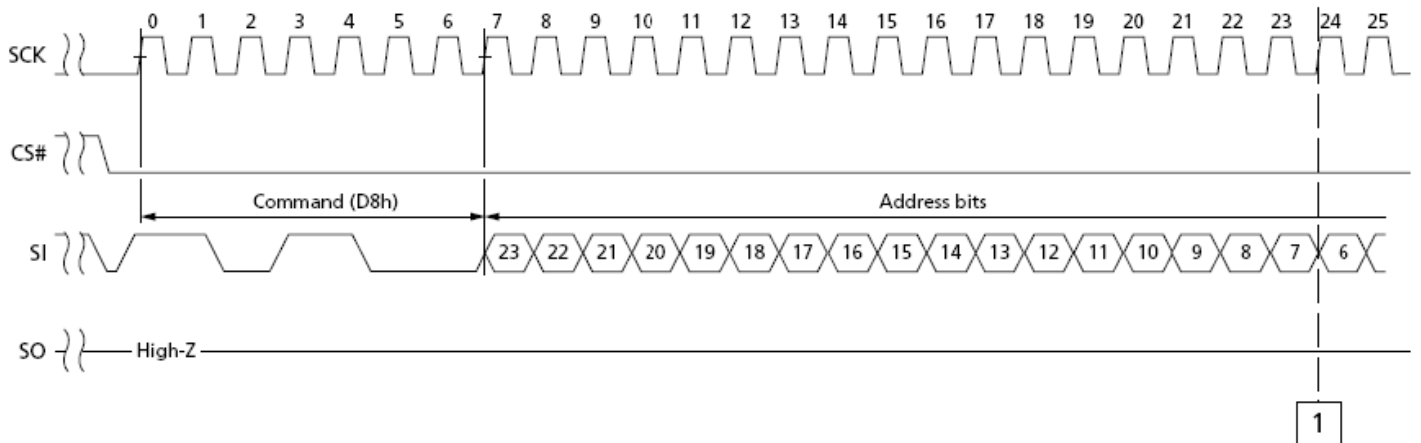 0 1 2 3 4 5 6 7 8 9 10 11 12 13 14 15 16 17 18 19 20 21 22 23 24 25
SCK
CS#
Command (D8h) Address bits
SI 23 22 21 20 19 18 17 16 15 14 13 12 11 10 9 8 7 6
SO High-Z
1